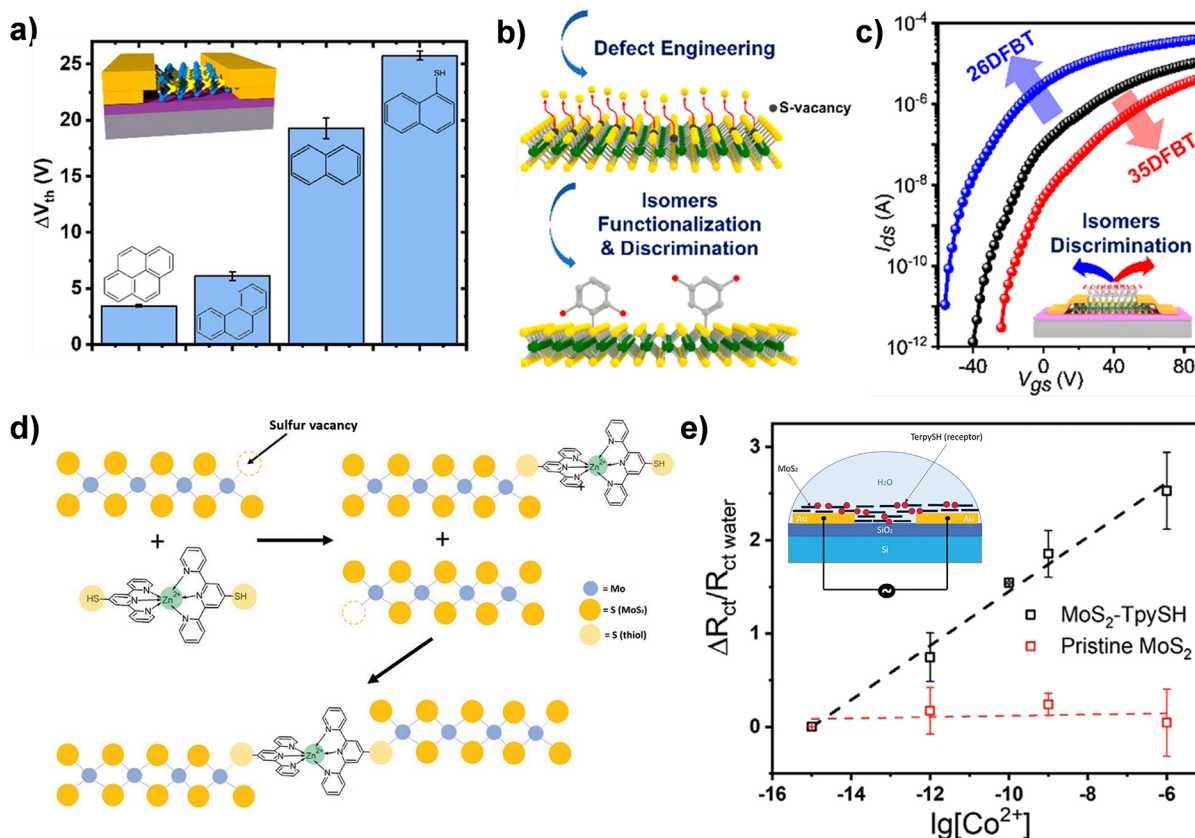 a)
ΔV_th (V)
25
20
15
10
5
0
SH
b)
Defect Engineering
S-vacancy
Isomers
Functionalization
& Discrimination
c)
26DFBT
35DFBT
I_ds (A)
10⁻⁴
10⁻⁶
10⁻⁸
10⁻¹⁰
10⁻¹²
Isomers
Discrimination
-40
0
40
80
V_gs (V)
d)
Sulfur vacancy
N
N
N
N
N
N
Zn²⁺
SH
+
+
+
HS
N
N
N
N
N
N
Zn²⁺
SH
= Mo
= S (MoS₂)
= S (thiol)
N
N
N
N
N
N
Zn²⁺
e)
ΔR_ct/R_ct water
3
2
1
0
TerpySH (receptor)
MoS₂
H₂O
Au
Au
SiO₂
Si
~
MoS₂-TpySH
Pristine MoS₂
-16
-14
-12
-10
-8
-6
lg[Co²⁺]